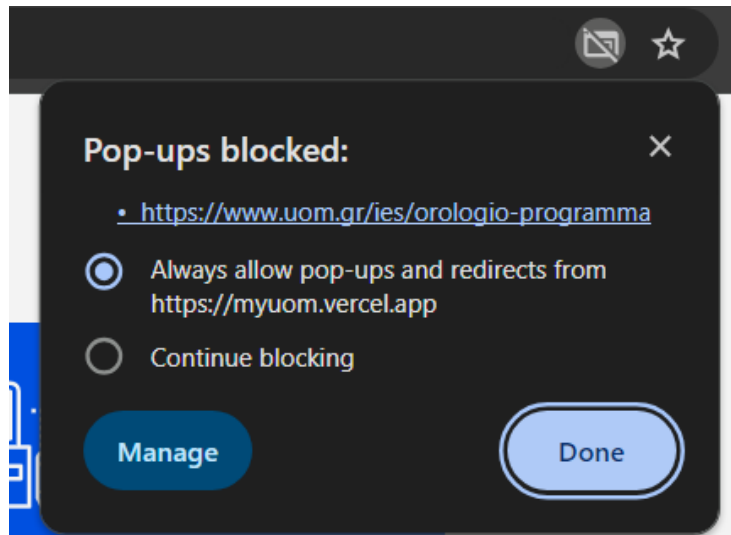 Pop-ups blocked:
• https://www.uom.gr/ies/orologio-programma
Always allow pop-ups and redirects from
https://myuom.vercel.app
Continue blocking
Manage
Done